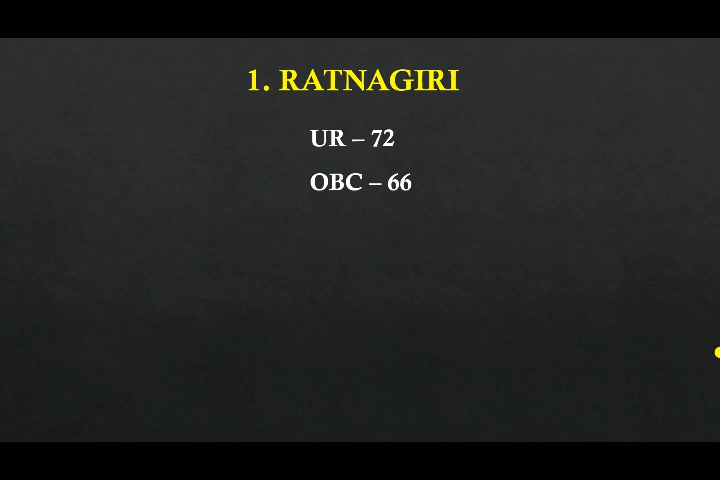 1. RATNAGIRI
UR – 72
OBC – 66